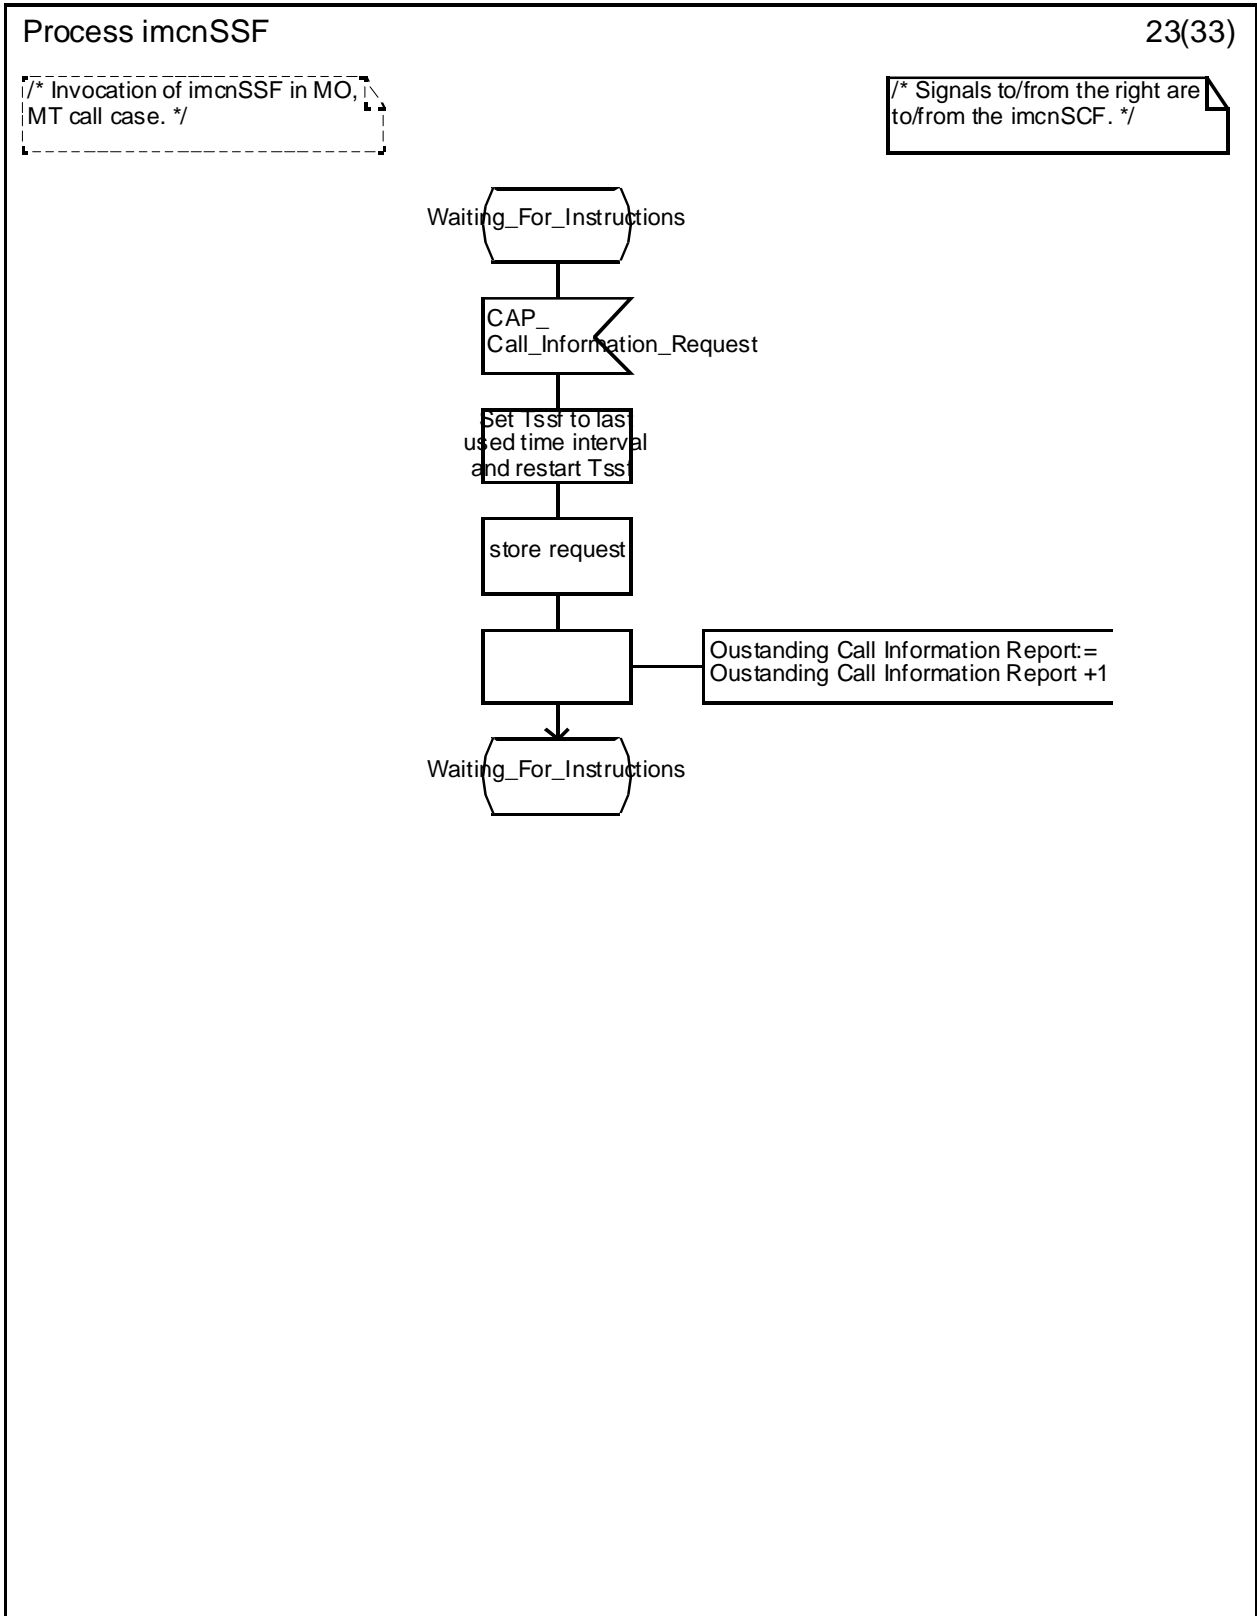 Process imcnSSF
23(33)
/* Invocation of imcnSSF in MO,
MT call case. */
/* Signals to/from the right are
to/from the imcnSCF. */
Waiting_For_Instructions
CAP_
Call_Information_Request
Set Tssf to last
used time interval
and restart Tssf
store request
Oustanding Call Information Report:=
Oustanding Call Information Report +1
Waiting_For_Instructions